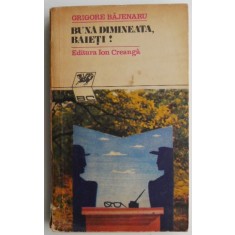 GRIGORE BĂJENARU
BUNĂ DIMINEAȚA,
BĂIEȚI !
Editura Ion Creangă